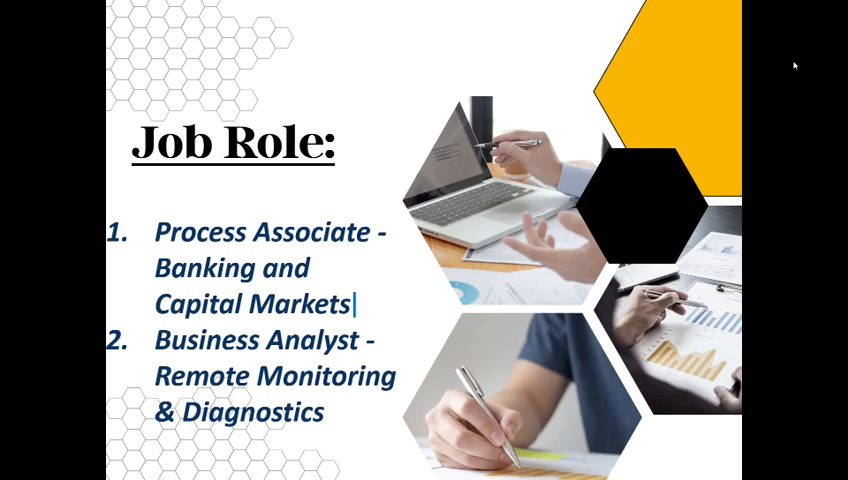 Job Role:
1. Process Associate -
Banking and
Capital Markets
2. Business Analyst -
Remote Monitoring
& Diagnostics